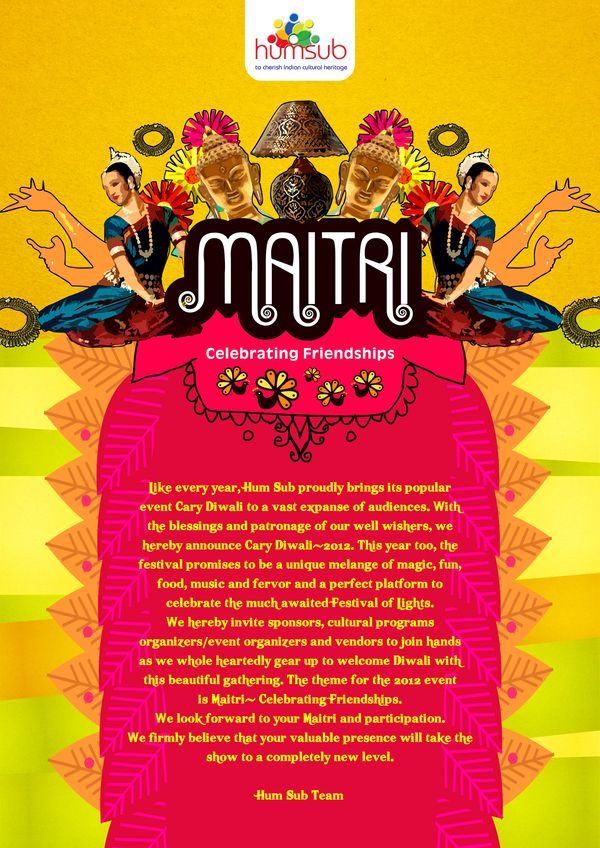 humsub
to cherish indian cultural heritage
MAITRI
Celebrating Friendships
Like every year, Hum Sub proudly brings its popular
event Cary Diwali to a vast expanse of audiences. With
the blessings and patronage of our well wishers, we
hereby announce Cary Diwali~2012. This year too, the
festival promises to be a unique melange of magic, fun,
food, music and fervor and a perfect platform to
celebrate the much awaited Festival of Lights.
We hereby invite sponsors, cultural programs
organizers/event organizers and vendors to join hands
as we whole heartedly gear up to welcome Diwali with
this beautiful gathering. The theme for the 2012 event
is Maitri~ Celebrating Friendships.
We look forward to your Maitri and participation.
We firmly believe that your valuable presence will take the
show to a completely new level.
Hum Sub Team